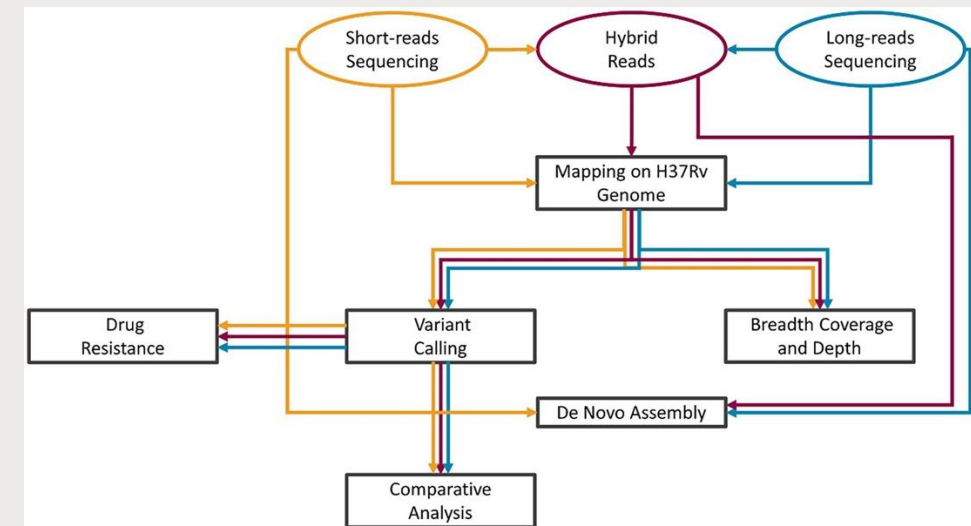 Short-reads
Sequencing
Hybrid
Reads
Long-reads
Sequencing
Mapping on H37Rv
Genome
Drug
Resistance
Variant
Calling
Breadth Coverage
and Depth
De Novo Assembly
Comparative
Analysis